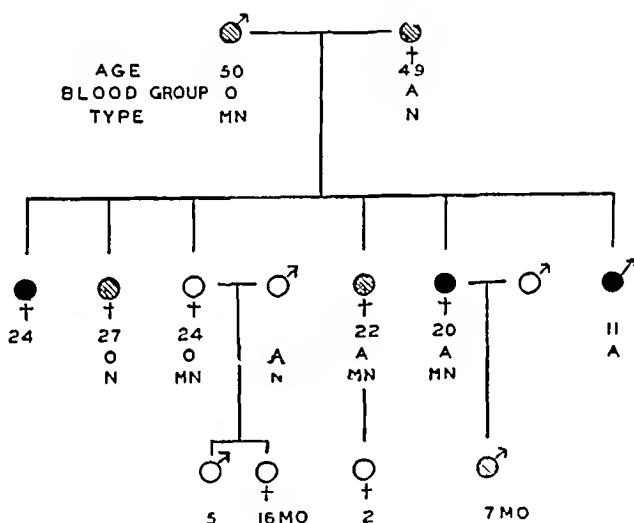 AGE 50 49
BLOOD GROUP O A
TYPE MN N
24 27 24 22 20 11
O O A A A A
N MN N MN MN
5 16 MO 2 7 MO